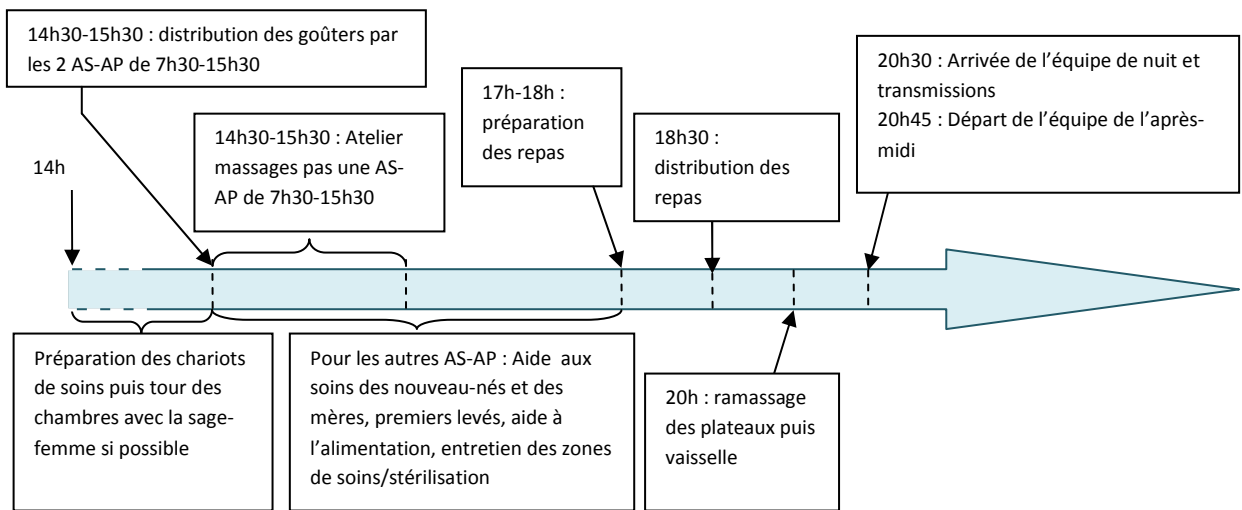 14h30-15h30 : distribution des goûters par
les 2 AS-AP de 7h30-15h30
14h
14h30-15h30 : Atelier
massages pas une AS-
AP de 7h30-15h30
17h-18h :
préparation
des repas
18h30 :
distribution des
repas
20h30 : Arrivée de l’équipe de nuit et
transmissions
20h45 : Départ de l’équipe de l’après-
midi
Préparation des chariots
de soins puis tour des
chambres avec la sage-
femme si possible
Pour les autres AS-AP : Aide aux
soins des nouveau-nés et des
mères, premiers levés, aide à
l’alimentation, entretien des zones
de soins/stérilisation
20h : ramassage
des plateaux puis
vaisselle